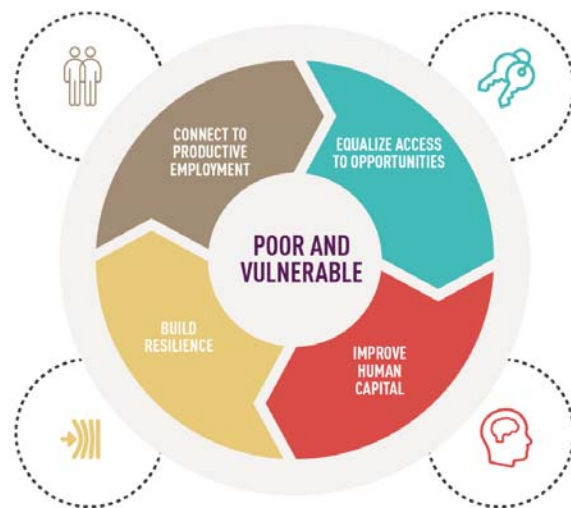 CONNECT TO
PRODUCTIVE
EMPLOYMENT
EQUALIZE ACCESS
TO OPPORTUNITIES
POOR AND
VULNERABLE
BUILD
RESILIENCE
IMPROVE
HUMAN
CAPITAL